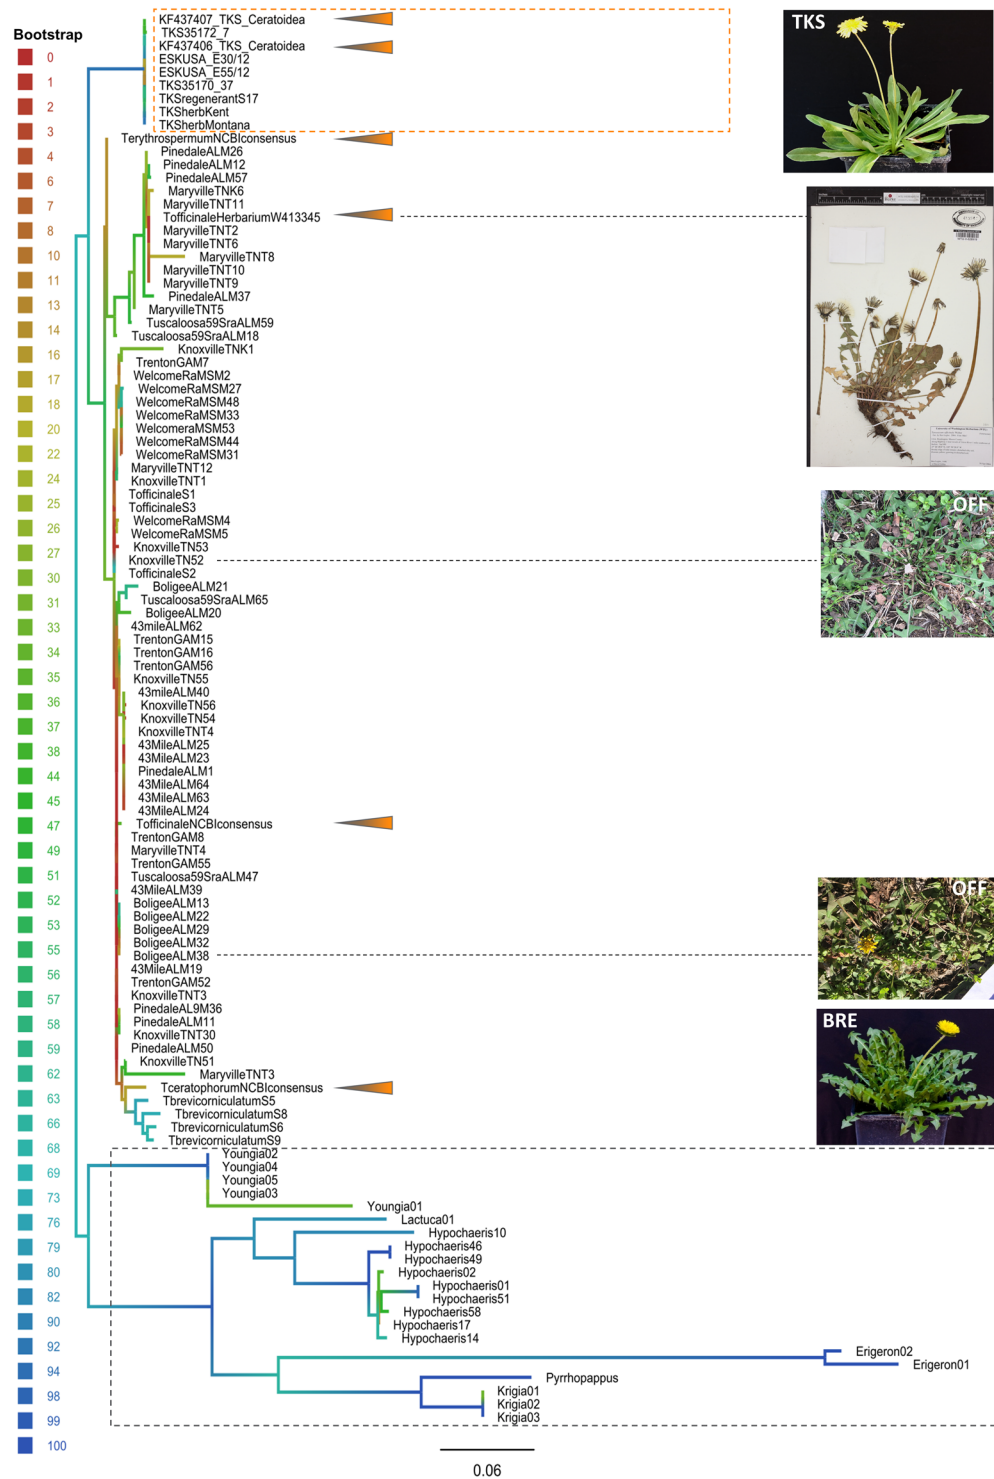 Bootstrap
0
1
2
3
4
6
7
8
10
11
13
14
16
17
18
20
22
24
25
26
27
30
31
33
34
35
36
37
38
44
45
47
49
51
52
53
55
56
57
58
59
62
63
66
68
69
73
76
79
80
82
90
92
94
98
99
100
KF437407_TKS_Ceratoidea
TKS35172_7
KF437406_TKS_Ceratoidea
ESKUSA_E30/12
ESKUSA_E55/12
TKS35170_37
TKSregenerantS17
TKSherbKent
TKSherbMontana
TerythrospermumNCBIconsensus
PinedaleALM26
PinedaleALM12
PinedaleALM57
MaryvilleTNK6
MaryvilleTNT11
TofficinaleHerbariumW413345
MaryvilleTNT2
MaryvilleTNT6
MaryvilleTNT8
MaryvilleTNT10
MaryvilleTNT9
PinedaleALM37
MaryvilleTNT5
Tuscaloosa59SraALM59
Tuscaloosa59SraALM18
KnoxvilleTNK1
TrentonGAM7
WelcomeRaMSM2
WelcomeRaMSM27
WelcomeRaMSM48
WelcomeRaMSM33
WelcomeraMSM53
WelcomeRaMSM44
WelcomeRaMSM31
MaryvilleTNT12
KnoxvilleTNT1
TofficinaleS1
TofficinaleS3
WelcomeRaMSM4
WelcomeRaMSM5
KnoxvilleTN53
KnoxvilleTN52
TofficinaleS2
BoligeeALM21
Tuscaloosa59SraALM65
BoligeeALM20
43mileALM62
TrentonGAM15
TrentonGAM16
TrentonGAM56
KnoxvilleTN55
43mileALM40
KnoxvilleTN56
KnoxvilleTN54
KnoxvilleTNT4
43MileALM25
43MileALM23
PinedaleALM1
43MileALM64
43MileALM63
43MileALM24
TofficinaleNCBIconsensus
TrentonGAM8
MaryvilleTNT4
TrentonGAM55
Tuscaloosa59SraALM47
43MileALM39
BoligeeALM13
BoligeeALM22
BoligeeALM29
BoligeeALM32
BoligeeALM38
43MileALM19
TrentonGAM52
KnoxvilleTNT3
PinedaleAL9M36
PinedaleALM11
KnoxvilleTNT30
PinedaleALM50
KnoxvilleTN51
MaryvilleTNT3
TceratophorumNCBIconsensus
TbrevicorniculatumS5
TbrevicorniculatumS8
TbrevicorniculatumS6
TbrevicorniculatumS9
Youngia02
Youngia04
Youngia05
Youngia03
Youngia01
Lactuca01
Hypochaeris10
Hypochaeris46
Hypochaeris49
Hypochaeris02
Hypochaeris01
Hypochaeris51
Hypochaeris58
Hypochaeris17
Hypochaeris14
Erigeron02
Erigeron01
Pyrrhopappus
Krigia01
Krigia02
Krigia03
0.06
TKS
OFF
OFF
BRE